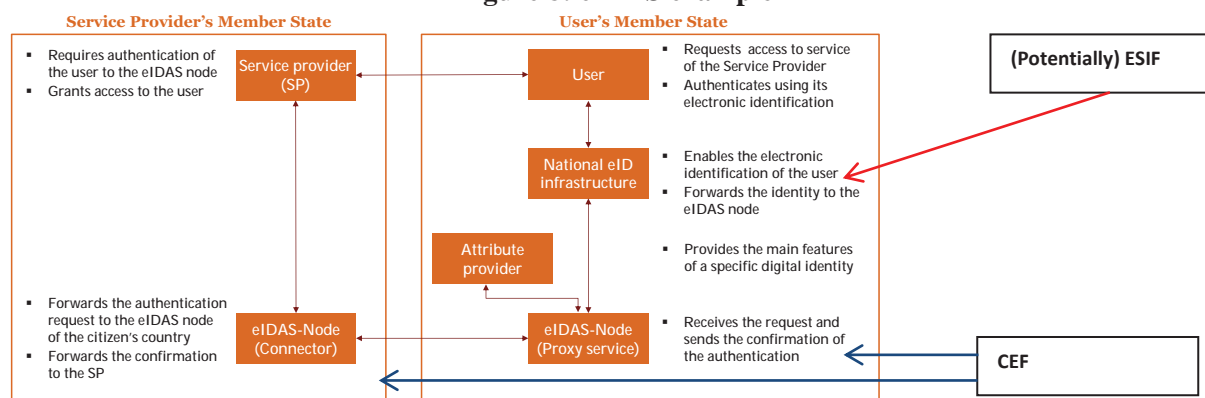 Service Provider's Member State
▪ Requires authentication of
the user to the eIDAS node
▪ Grants access to the user
Service provider
(SP)
▪ Forwards the authentication
request to the eIDAS node
of the citizen's country
▪ Forwards the confirmation
to the SP
eIDAS-Node
(Connector)
User's Member State
User
▪ Requests access to service
of the Service Provider
▪ Authenticates using its
electronic identification
National eID
infrastructure
▪ Enables the electronic
identification of the user
▪ Forwards the identity to the
eIDAS node
Attribute
provider
▪ Provides the main features
of a specific digital identity
eIDAS-Node
(Proxy service)
▪ Receives the request and
sends the confirmation of
the authentication
(Potentially) ESIF
CEF